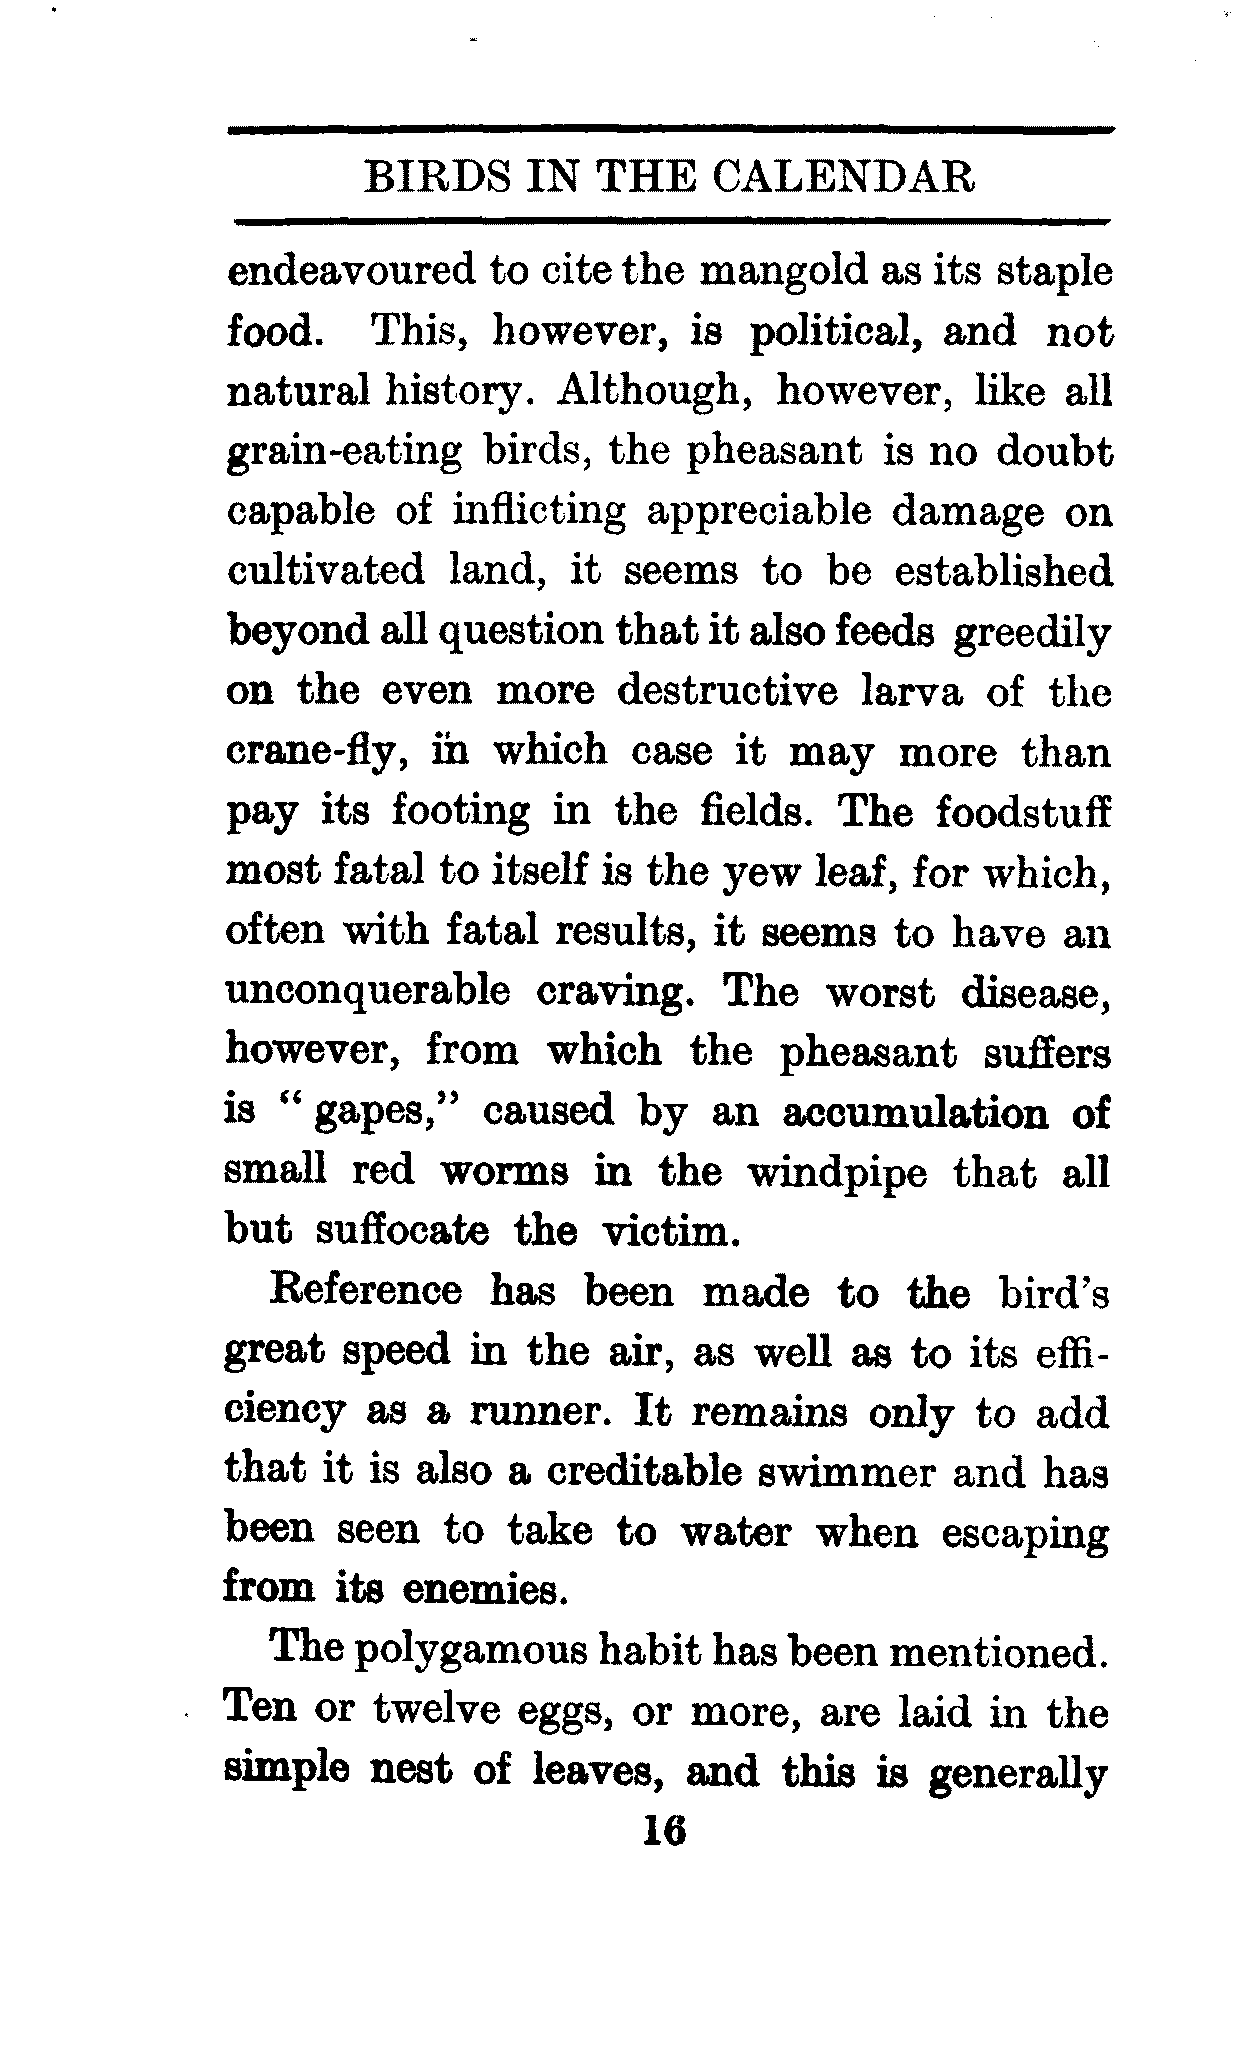 BIRDS IN THE CALENDAR
endeavoured to cite the mangold as its staple
food. This, however, is political, and not
natural history. Although, however, like all
grain-eating birds, the pheasant is no doubt
capable of inflicting appreciable damage on
cultivated land, it seems to be established
beyond all question that it also feeds greedily
on the even more destructive larva of the
crane-fly, in which case it may more than
pay its footing in the fields. The foodstuff
most fatal to itself is the yew leaf, for which,
often with fatal results, it seems to have an
unconquerable craving. The worst disease,
however, from which the pheasant suffers
is “ gapes,” caused by an accumulation of
small red worms in the windpipe that all
but suffocate the victim.
Reference has been made to the bird's
great speed in the air, as well as to its effi-
ciency as a runner. It remains only to add
that it is also a creditable swimmer and has
been seen to take to water when escaping
from its enemies.
The polygamous habit has been mentioned.
Ten or twelve eggs, or more, are laid in the
simple nest of leaves, and this is generally
16